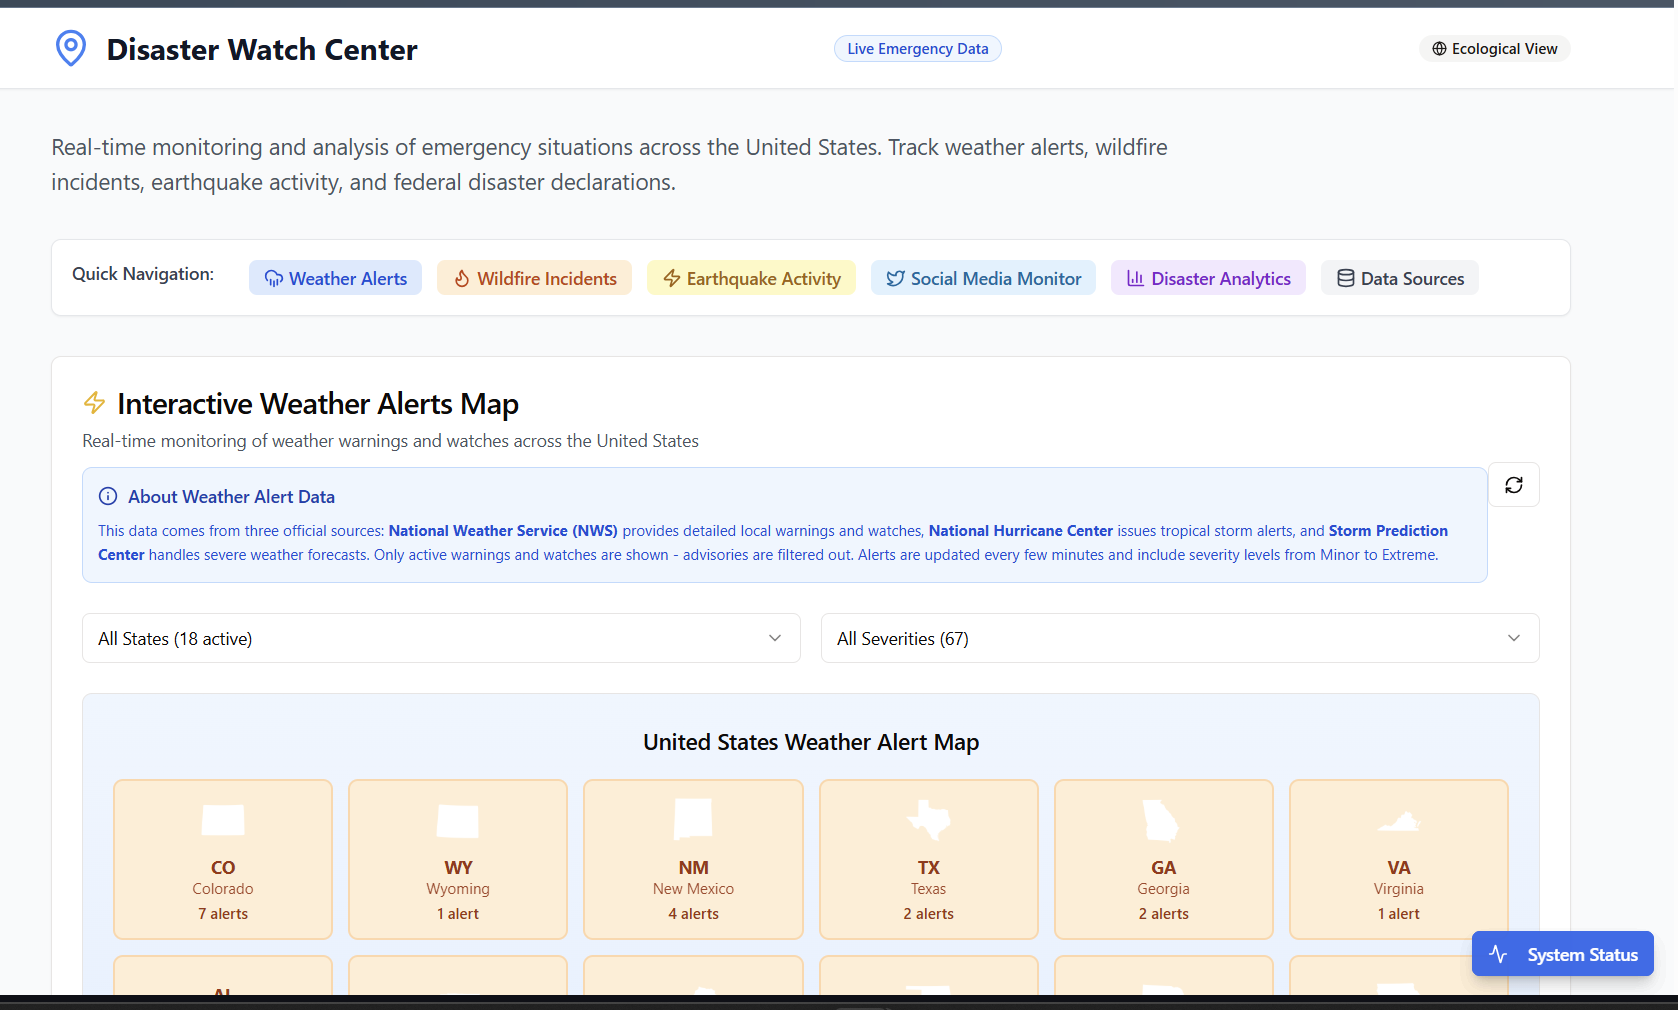 Disaster Watch Center
Live Emergency Data
Ecological View
Real-time monitoring and analysis of emergency situations across the United States. Track weather alerts, wildfire
incidents, earthquake activity, and federal disaster declarations.
Quick Navigation:
Weather Alerts
Wildfire Incidents
Earthquake Activity
Social Media Monitor
Disaster Analytics
Data Sources
Interactive Weather Alerts Map
Real-time monitoring of weather warnings and watches across the United States
About Weather Alert Data
This data comes from three official sources: National Weather Service (NWS) provides detailed local warnings and watches, National Hurricane Center issues tropical storm alerts, and Storm Prediction
Center handles severe weather forecasts. Only active warnings and watches are shown - advisories are filtered out. Alerts are updated every few minutes and include severity levels from Minor to Extreme.
All States (18 active)
All Severities (67)
United States Weather Alert Map
CO
Colorado
7 alerts
WY
Wyoming
1 alert
NM
New Mexico
4 alerts
TX
Texas
2 alerts
GA
Georgia
2 alerts
VA
Virginia
1 alert
System Status